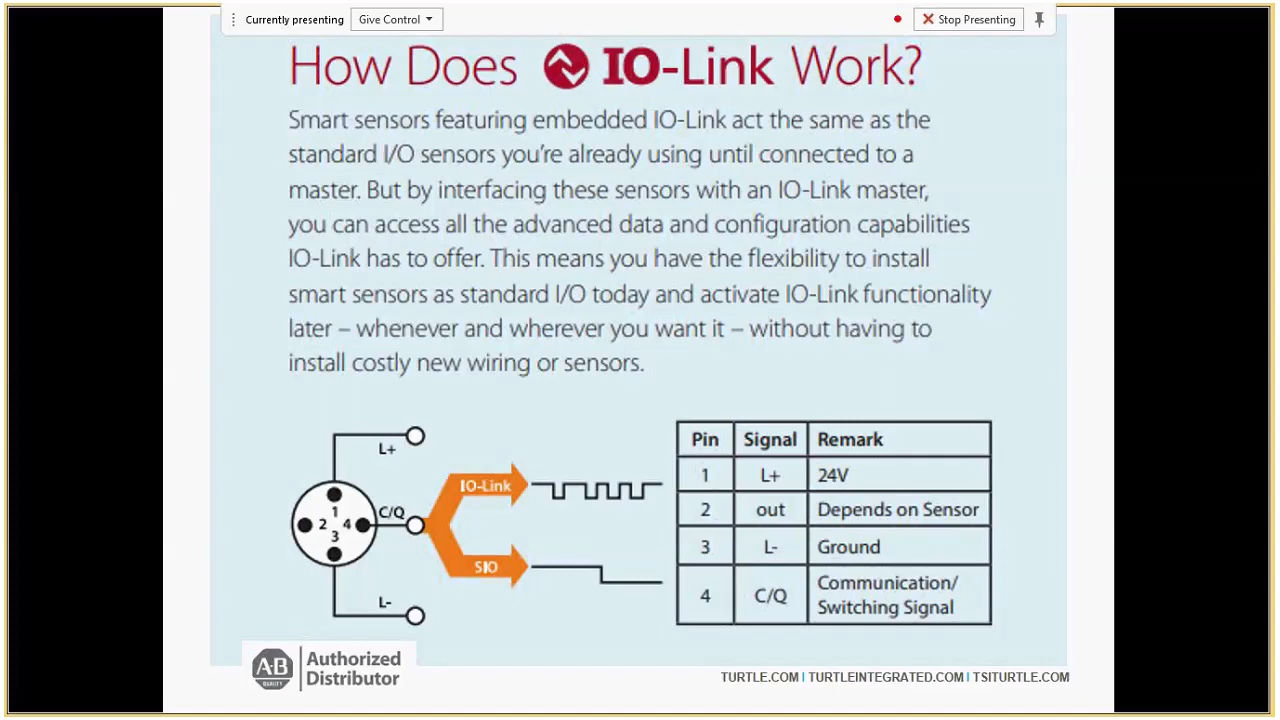 Currently presenting Give Control Stop Presenting
How Does IO-Link Work?
Smart sensors featuring embedded IO-Link act the same as the
standard I/O sensors you're already using until connected to a
master. But by interfacing these sensors with an IO-Link master,
you can access all the advanced data and configuration capabilities
IO-Link has to offer. This means you have the flexibility to install
smart sensors as standard I/O today and activate IO-Link functionality
later – whenever and wherever you want it – without having to
install costly new wiring or sensors.
L+
IO-Link
C/Q
1
2 4
3
SIO
L-
Pin Signal Remark
1 L+ 24V
2 out Depends on Sensor
3 L- Ground
4 C/Q Communication/
Switching Signal
A-B
QUALITY
Authorized
Distributor
TURTLE.COM | TURTLEINTEGRATED.COM | TSITURTLE.COM